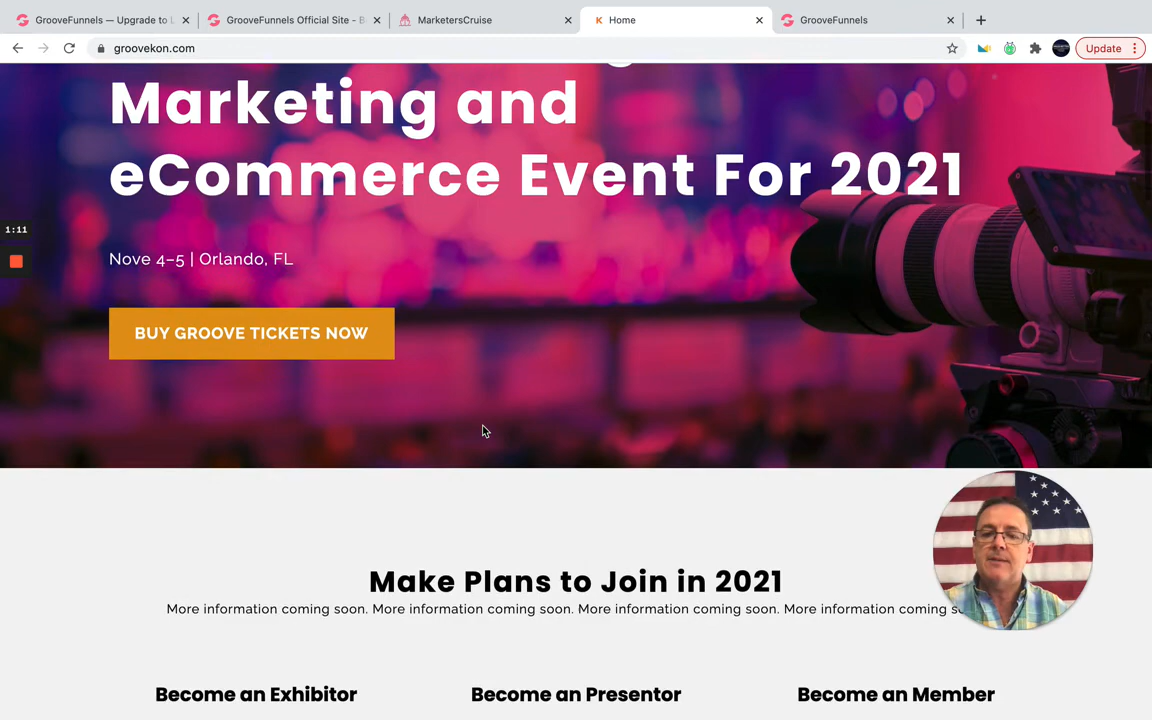 GrooveFunnels — Upgrade to L
GrooveFunnels Official Site - B
MarketersCruise
K Home
GrooveFunnels
groovekon.com
Update
Marketing and
eCommerce Event For 2021
1:11
Nove 4–5 | Orlando, FL
BUY GROOVE TICKETS NOW
Make Plans to Join in 2021
More information coming soon. More information coming soon. More information coming soon. More information coming s
Become an Exhibitor
Become an Presentor
Become an Member